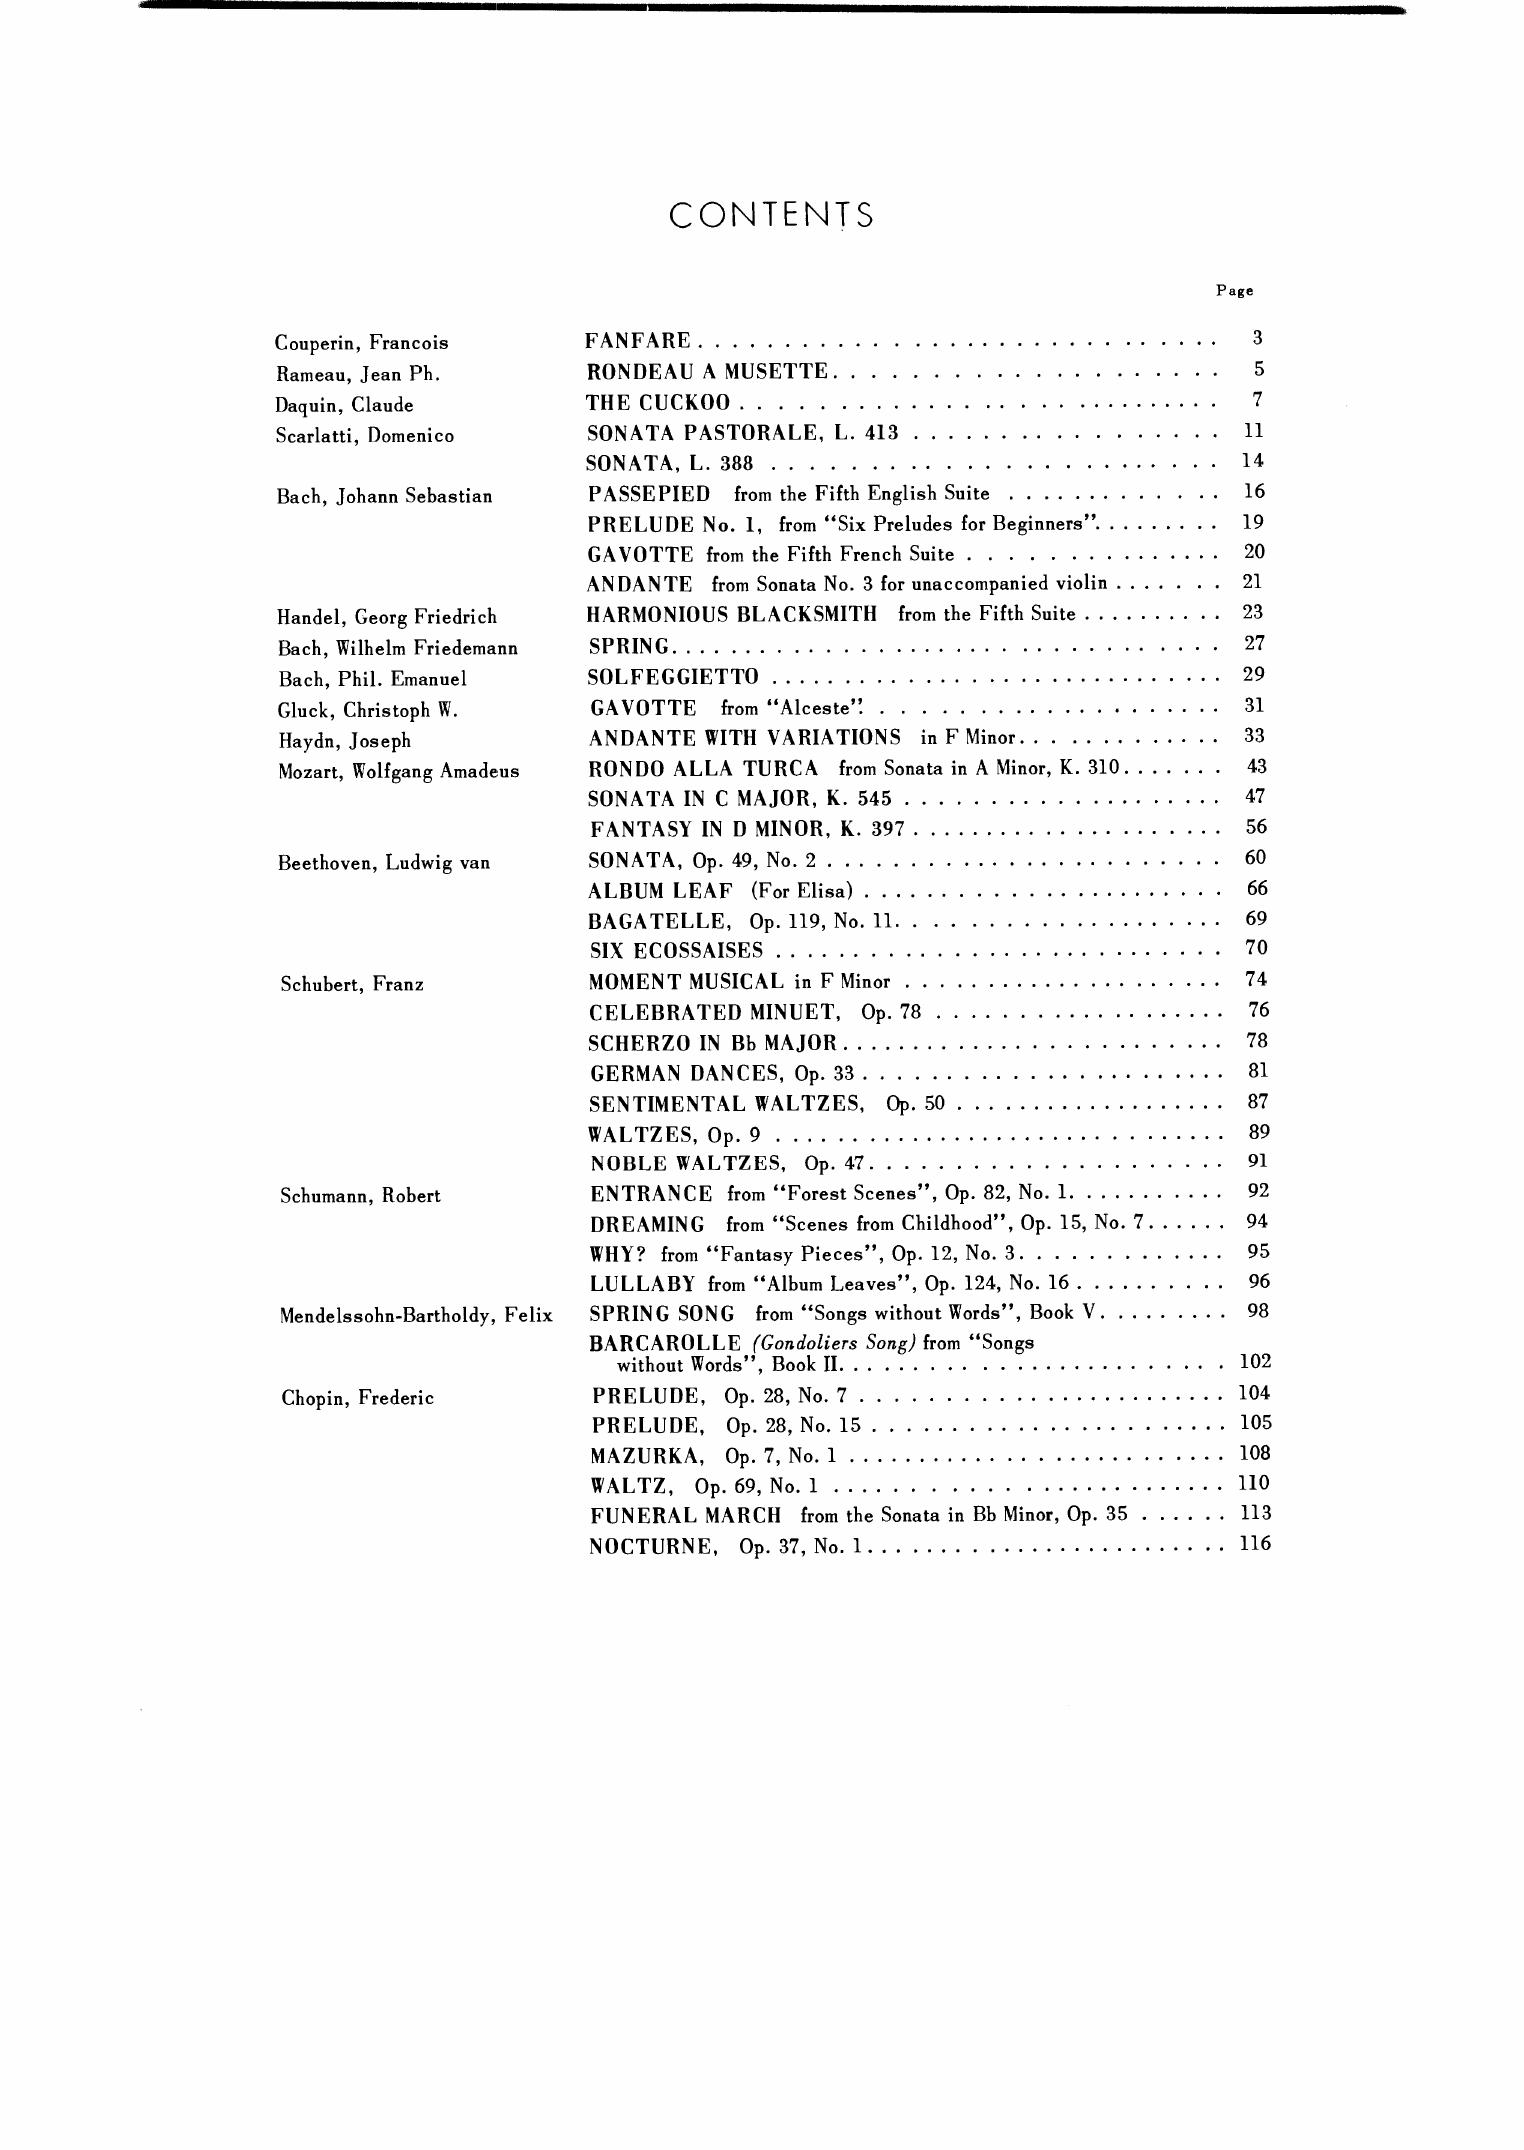 CONTENTS
Page
Couperin, Francois FANFARE . . . . . . . . . . . . . . . . . . . . . . . . . . . . . . 3
Rameau, Jean Ph. RONDEAU A MUSETTE. . . . . . . . . . . . . . . . . . . . 5
Daquin, Claude THE CUCKOO . . . . . . . . . . . . . . . . . . . . . . . . . . . 7
Scarlatti, Domenico SONATA PASTORALE, L. 413 . . . . . . . . . . . . . . . . . 11
SONATA, L. 388 . . . . . . . . . . . . . . . . . . . . . . . . 14
Bach, Johann Sebastian PASSEPIED from the Fifth English Suite . . . . . . . . . . . . . 16
PRELUDE No. 1, from “Six Preludes for Beginners”. . . . . . . . . 19
GAVOTTE from the Fifth French Suite . . . . . . . . . . . . . . . 20
ANDANTE from Sonata No. 3 for unaccompanied violin . . . . . . . 21
Handel, Georg Friedrich HARMONIOUS BLACKSMITH from the Fifth Suite . . . . . . . . . . 23
Bach, Wilhelm Friedemann SPRING. . . . . . . . . . . . . . . . . . . . . . . . . . . . . . . 27
Bach, Phil. Emanuel SOLFEGGIETTO . . . . . . . . . . . . . . . . . . . . . . . . . . . 29
Gluck, Christoph W. GAVOTTE from “Alceste”. . . . . . . . . . . . . . . . . . . . 31
Haydn, Joseph ANDANTE WITH VARIATIONS in F Minor. . . . . . . . . . . . . 33
Mozart, Wolfgang Amadeus RONDO ALLA TURCA from Sonata in A Minor, K. 310. . . . . . . 43
SONATA IN C MAJOR, K. 545 . . . . . . . . . . . . . . . . . . . 47
FANTASY IN D MINOR, K. 397 . . . . . . . . . . . . . . . . . . . 56
Beethoven, Ludwig van SONATA, Op. 49, No. 2 . . . . . . . . . . . . . . . . . . . . . . 60
ALBUM LEAF (For Elisa) . . . . . . . . . . . . . . . . . . . . . . 66
BAGATELLE, Op. 119, No. 11. . . . . . . . . . . . . . . . . . . . 69
SIX ECOSSAISES . . . . . . . . . . . . . . . . . . . . . . . . . . 70
Schubert, Franz MOMENT MUSICAL in F Minor . . . . . . . . . . . . . . . . . . . 74
CELEBRATED MINUET, Op. 78 . . . . . . . . . . . . . . . . . . 76
SCHERZO IN Bb MAJOR. . . . . . . . . . . . . . . . . . . . . . . . 78
GERMAN DANCES, Op. 33 . . . . . . . . . . . . . . . . . . . . . . 81
SENTIMENTAL WALTZES, Op. 50 . . . . . . . . . . . . . . . . . 87
WALTZES, Op. 9 . . . . . . . . . . . . . . . . . . . . . . . . . . . 89
NOBLE WALTZES, Op. 47. . . . . . . . . . . . . . . . . . . . . . 91
Schumann, Robert ENTRANCE from “Forest Scenes”, Op. 82, No. 1. . . . . . . . . . . 92
DREAMING from “Scenes from Childhood”, Op. 15, No. 7. . . . . . 94
WHY? from “Fantasy Pieces”, Op. 12, No. 3. . . . . . . . . . . . . 95
LULLABY from “Album Leaves”, Op. 124, No. 16 . . . . . . . . . . 96
Mendelssohn-Bartholdy, Felix SPRING SONG from “Songs without Words”, Book V. . . . . . . . . 98
BARCAROLLE (Gondoliers Song) from “Songs
without Words”, Book II. . . . . . . . . . . . . . . . . . . . . . . . 102
Chopin, Frederic PRELUDE, Op. 28, No. 7 . . . . . . . . . . . . . . . . . . . . . . . 104
PRELUDE, Op. 28, No. 15 . . . . . . . . . . . . . . . . . . . . . . 105
MAZURKA, Op. 7, No. 1 . . . . . . . . . . . . . . . . . . . . . . . 108
WALTZ, Op. 69, No. 1 . . . . . . . . . . . . . . . . . . . . . . . . 110
FUNERAL MARCH from the Sonata in Bb Minor, Op. 35 . . . . . . 113
NOCTURNE, Op. 37, No. 1. . . . . . . . . . . . . . . . . . . . . . . 116